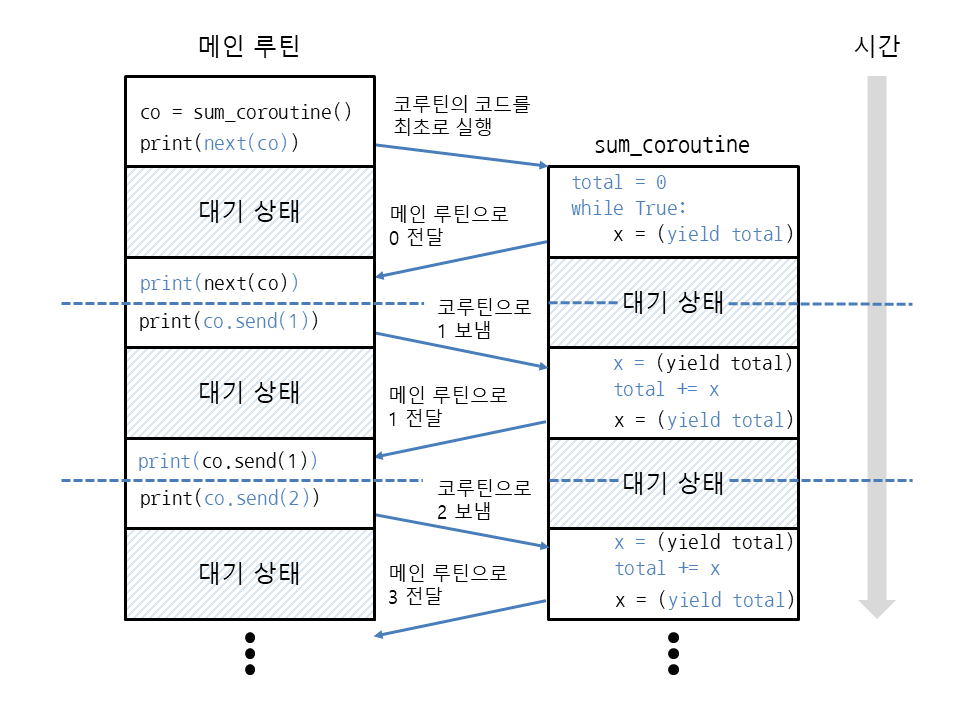 메인 루틴
시간
co = sum_coroutine()
print(next(co))
코루틴의 코드를
최초로 실행
sum_coroutine
total = 0
while True:
x = (yield total)
대기 상태
메인 루틴으로
0 전달
print(next(co))
print(co.send(1))
대기 상태
코루틴으로
1 보냄
x = (yield total)
total += x
x = (yield total)
대기 상태
메인 루틴으로
1 전달
print(co.send(1))
print(co.send(2))
대기 상태
코루틴으로
2 보냄
x = (yield total)
total += x
x = (yield total)
대기 상태
메인 루틴으로
3 전달